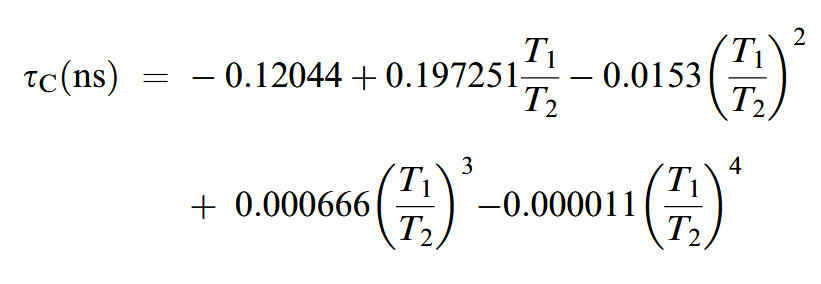 τC(ns) = − 0.12044 + 0.197251 T1/T2 − 0.0153 (T1/T2)^2
+ 0.000666 (T1/T2)^3 −0.000011 (T1/T2)^4